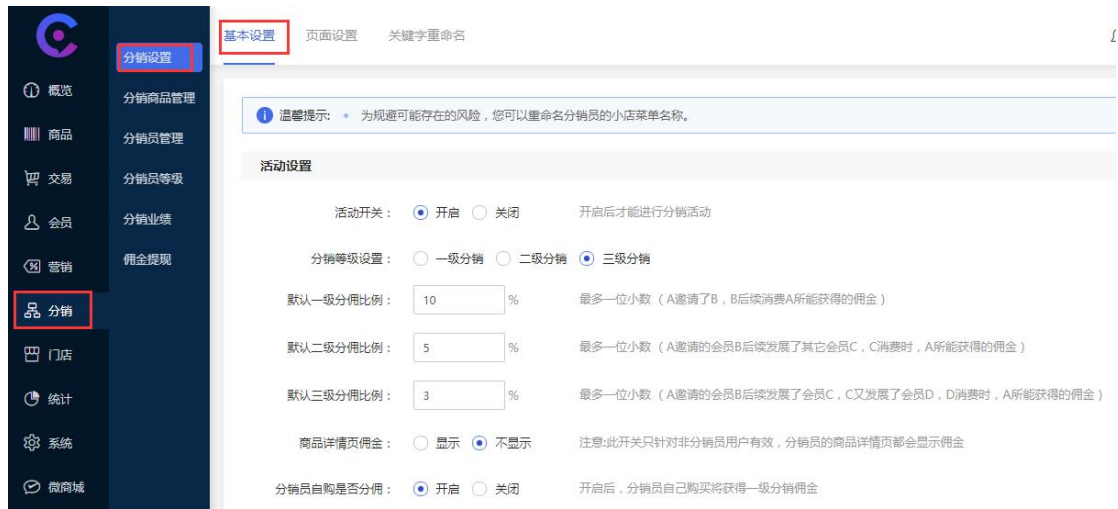 基本设置 页面设置 关键字重命名
分销设置
概览 分销商品管理
温馨提示: 为规避可能存在的风险，您可以重命名分销员的小店菜单名称。
商品 分销员管理
活动设置
交易 分销员等级
会员 分销业绩
活动开关： 开启 关闭 开启后才能进行分销活动
营销 佣金提现
分销等级设置： 一级分销 二级分销 三级分销
分销
默认一级分佣比例： 10 % 最多一位小数（A邀请了B，B后续消费A所能获得的佣金）
门店
默认二级分佣比例： 5 % 最多一位小数（A邀请的会员B后续发展了其它会员C，C消费时，A所能获得的佣金）
统计
默认三级分佣比例： 3 % 最多一位小数（A邀请的会员B后续发展了会员C，C又发展了会员D，D消费时，A所能获得的佣金）
系统
商品详情页佣金： 显示 不显示 注意:此开关只针对非分销员用户有效，分销员的商品详情页都会显示佣金
微商城
分销员自购是否分佣： 开启 关闭 开启后，分销员自己购买将获得一级分销佣金